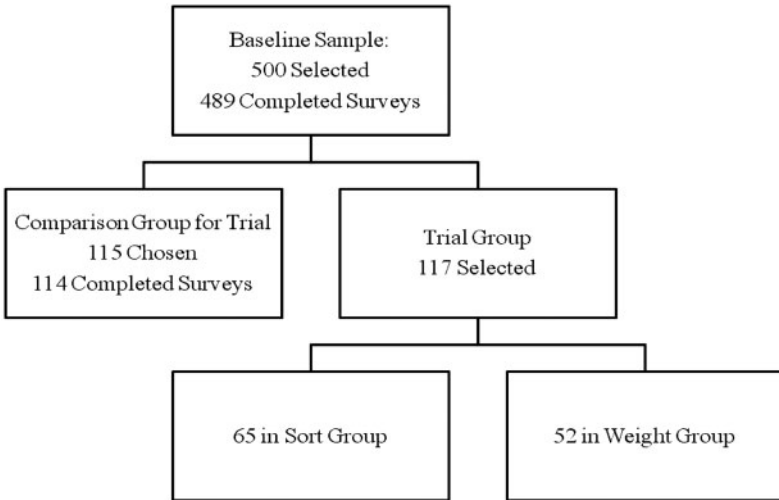 Baseline Sample:
500 Selected
489 Completed Surveys
Comparison Group for Trial
115 Chosen
114 Completed Surveys
Trial Group
117 Selected
65 in Sort Group
52 in Weight Group